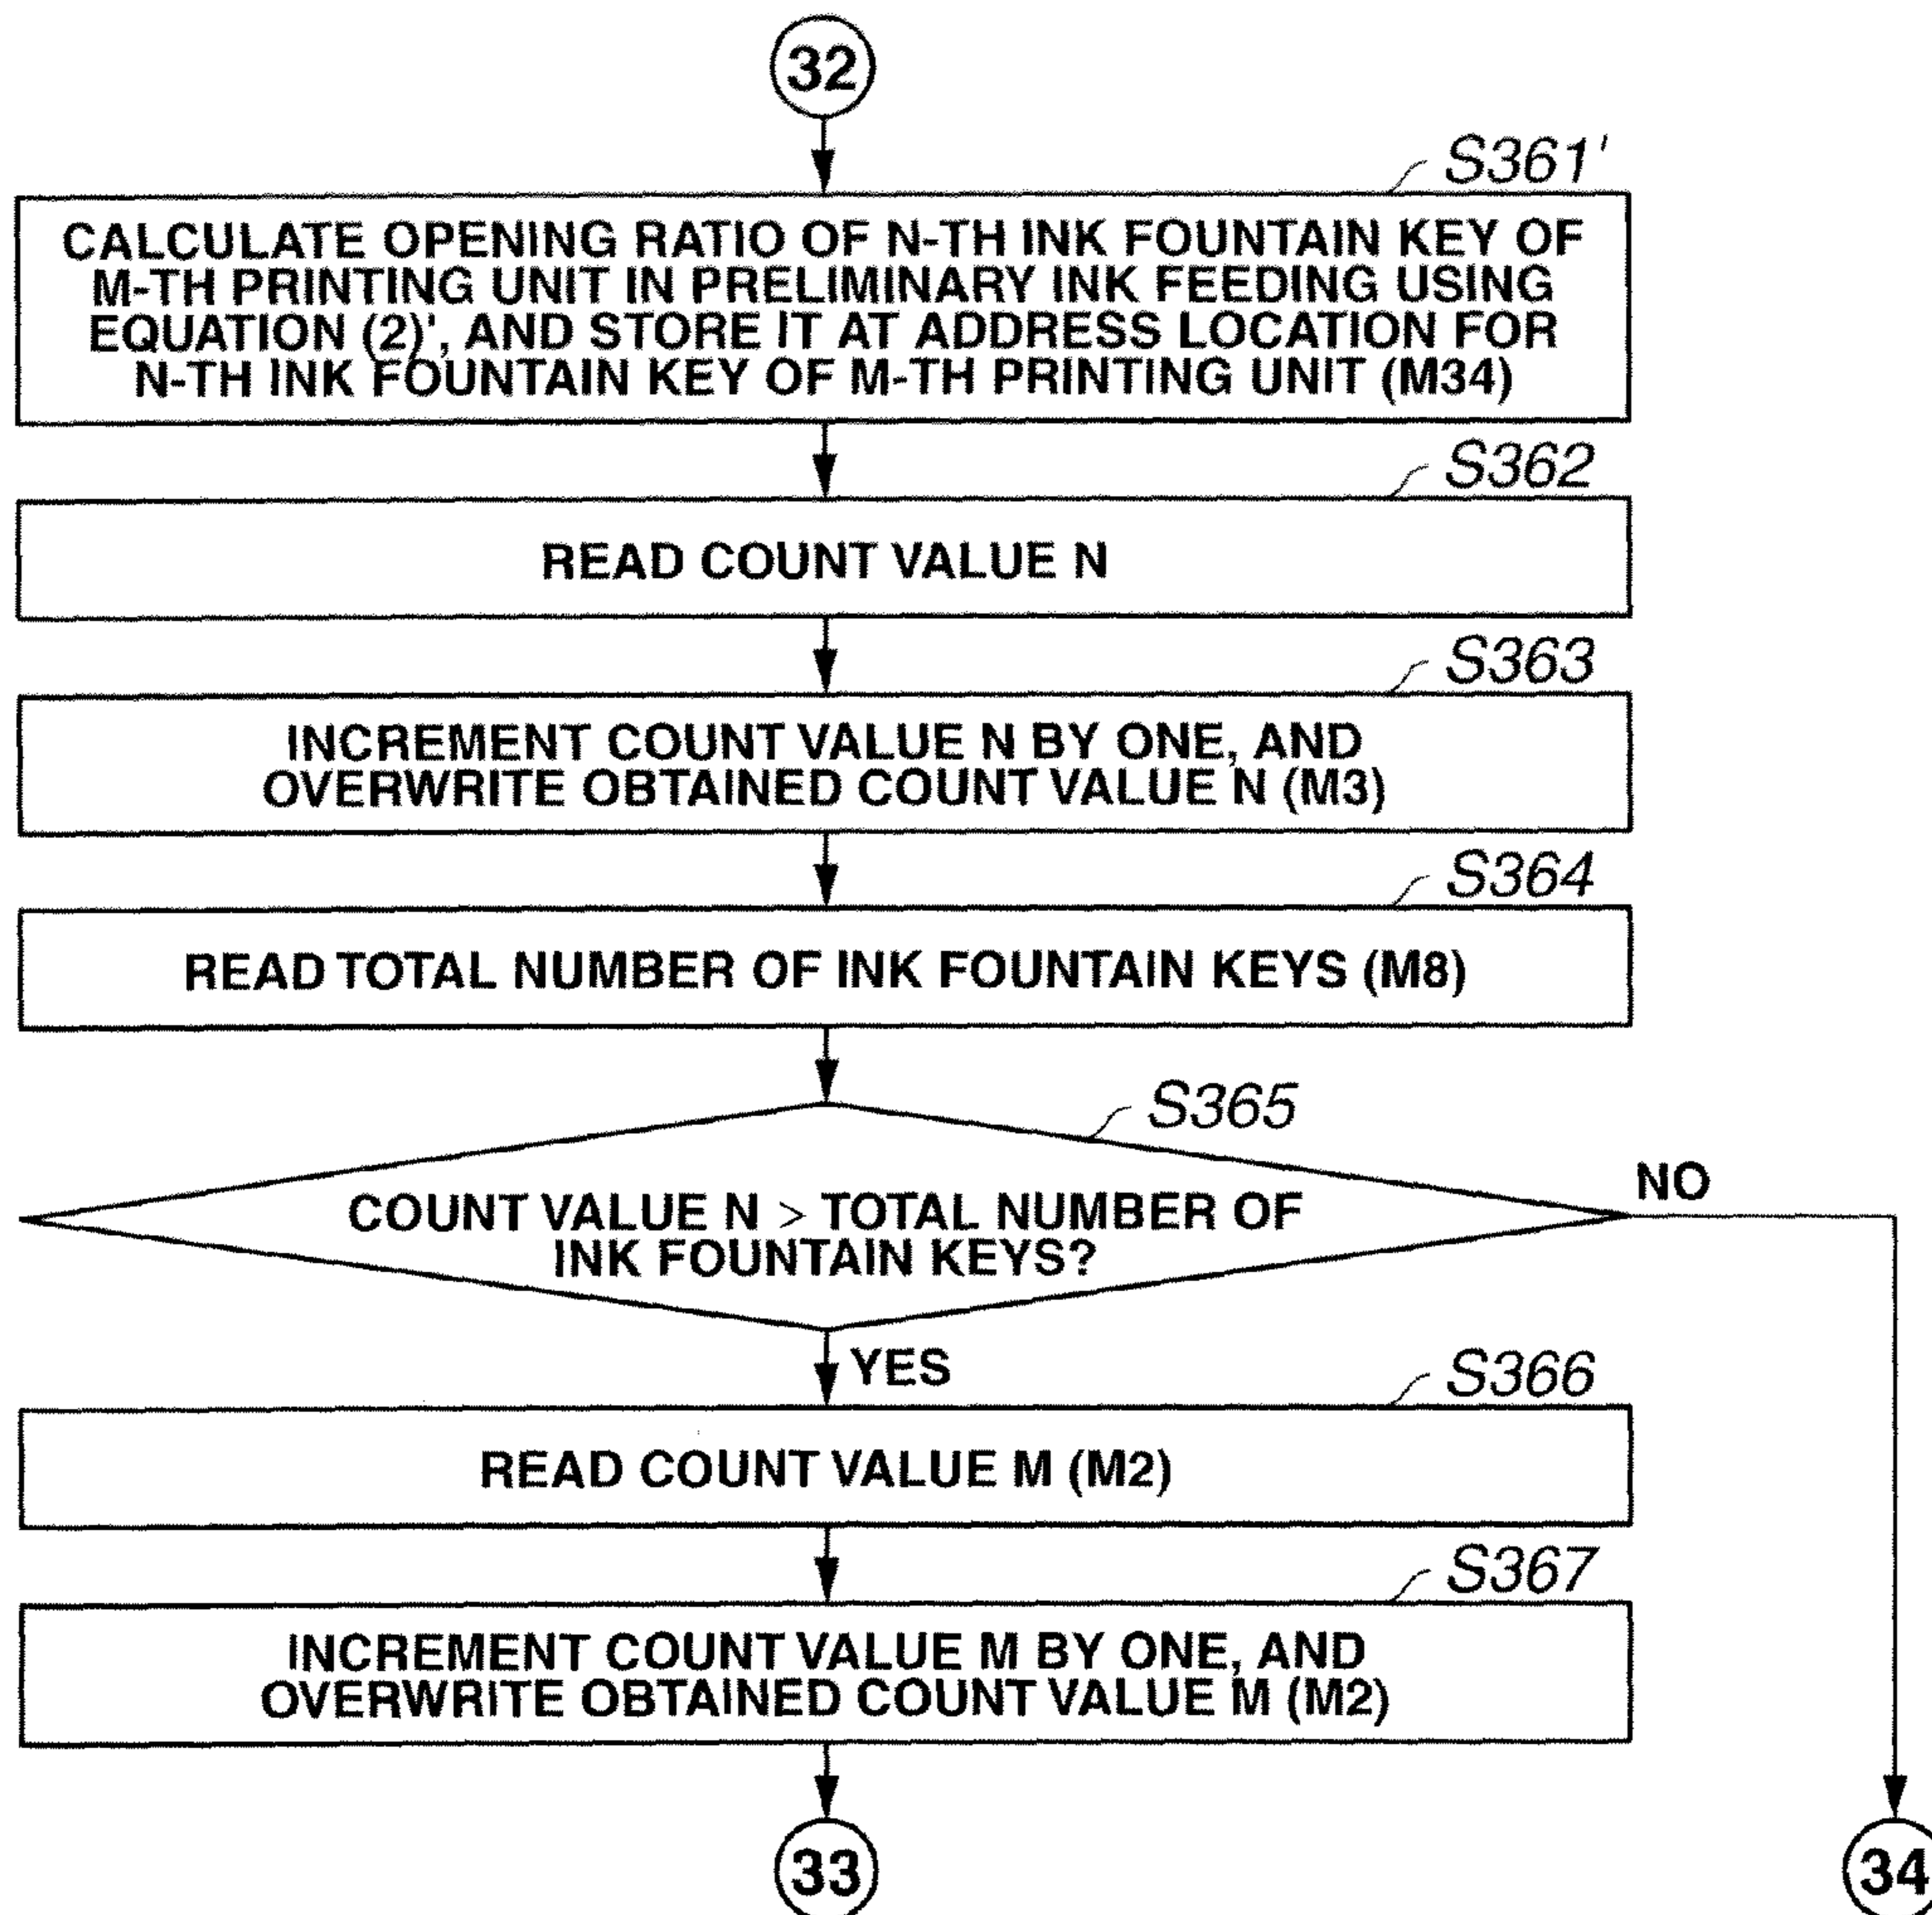 32
S361'
CALCULATE OPENING RATIO OF N-TH INK FOUNTAIN KEY OF
M-TH PRINTING UNIT IN PRELIMINARY INK FEEDING USING
EQUATION (2)', AND STORE IT AT ADDRESS LOCATION FOR
N-TH INK FOUNTAIN KEY OF M-TH PRINTING UNIT (M34)
S362
READ COUNT VALUE N
S363
INCREMENT COUNT VALUE N BY ONE, AND
OVERWRITE OBTAINED COUNT VALUE N (M3)
S364
READ TOTAL NUMBER OF INK FOUNTAIN KEYS (M8)
S365
COUNT VALUE N > TOTAL NUMBER OF
INK FOUNTAIN KEYS?
NO
YES
S366
READ COUNT VALUE M (M2)
S367
INCREMENT COUNT VALUE M BY ONE, AND
OVERWRITE OBTAINED COUNT VALUE M (M2)
33
34